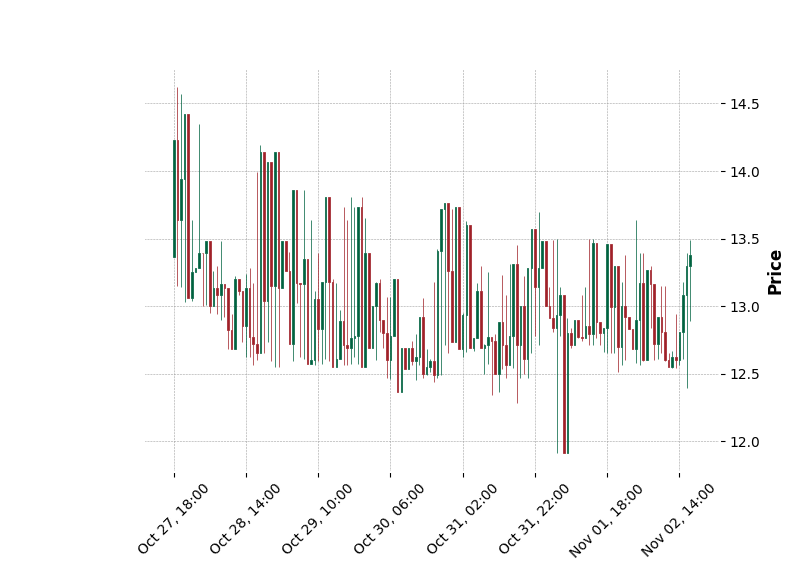 14.5
14.0
13.5
13.0
12.5
12.0
Price
Oct 27, 18:00
Oct 28, 14:00
Oct 29, 10:00
Oct 30, 06:00
Oct 31, 02:00
Oct 31, 22:00
Nov 01, 18:00
Nov 02, 14:00